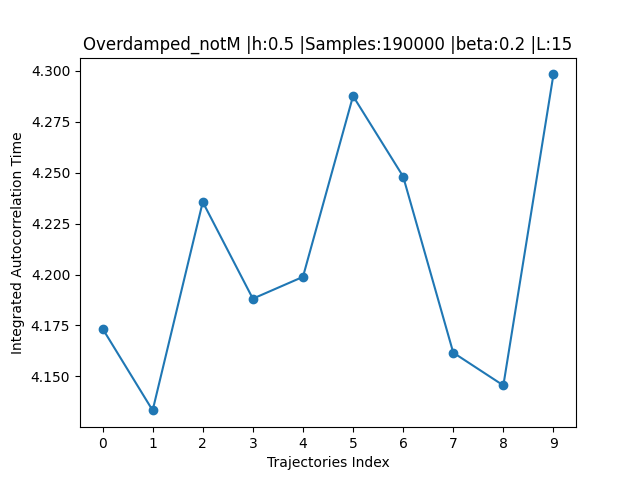 Overdamped_notM |h:0.5 |Samples:190000 |beta:0.2 |L:15
4.300
4.275
4.250
4.225
4.200
4.175
4.150
Integrated Autocorrelation Time
0 1 2 3 4 5 6 7 8 9
Trajectories Index